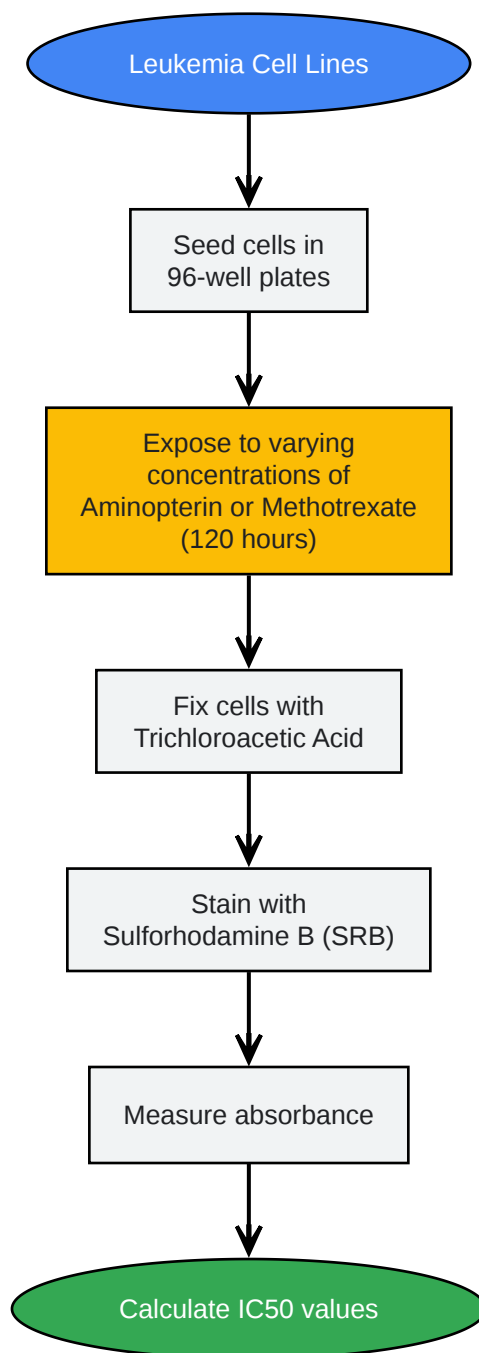 Leukemia Cell Lines
Seed cells in
96-well plates
Expose to varying
concentrations of
Aminopterin or Methotrexate
(120 hours)
Fix cells with
Trichloroacetic Acid
Stain with
Sulforhodamine B (SRB)
Measure absorbance
Calculate IC50 values